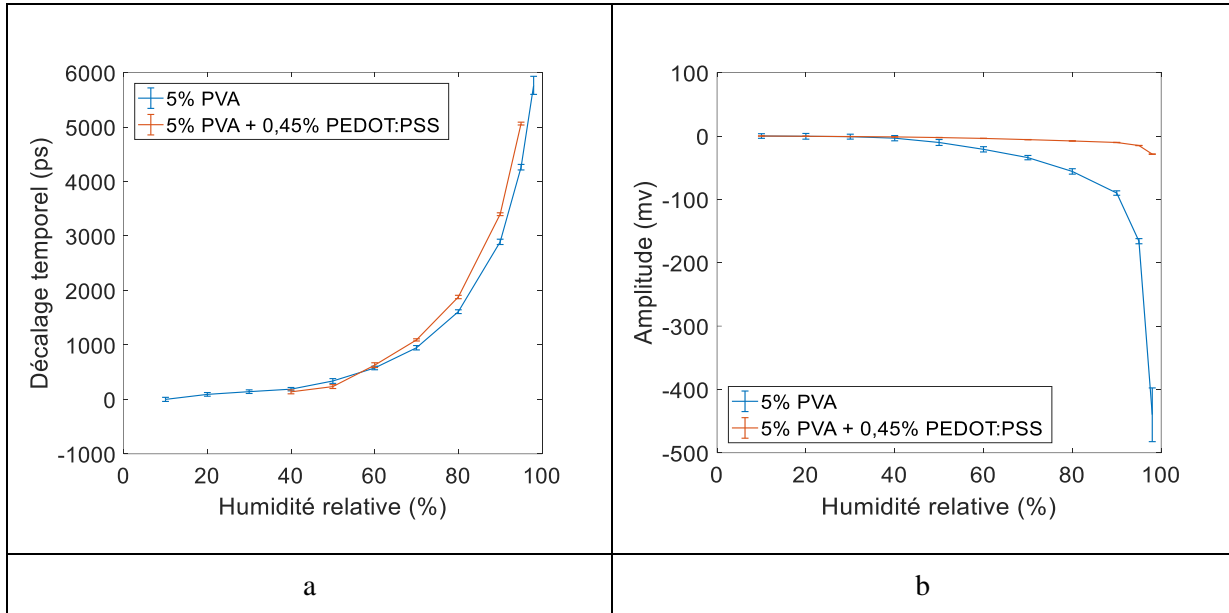 6000
5000
4000
3000
2000
1000
0
-1000
Décalage temporel (ps)
5% PVA
5% PVA + 0,45% PEDOT:PSS
0
20
40
60
80
100
Humidité relative (%)
100
0
-100
-200
-300
-400
-500
Amplitude (mv)
5% PVA
5% PVA + 0,45% PEDOT:PSS
0
20
40
60
80
100
Humidité relative (%)
a
b